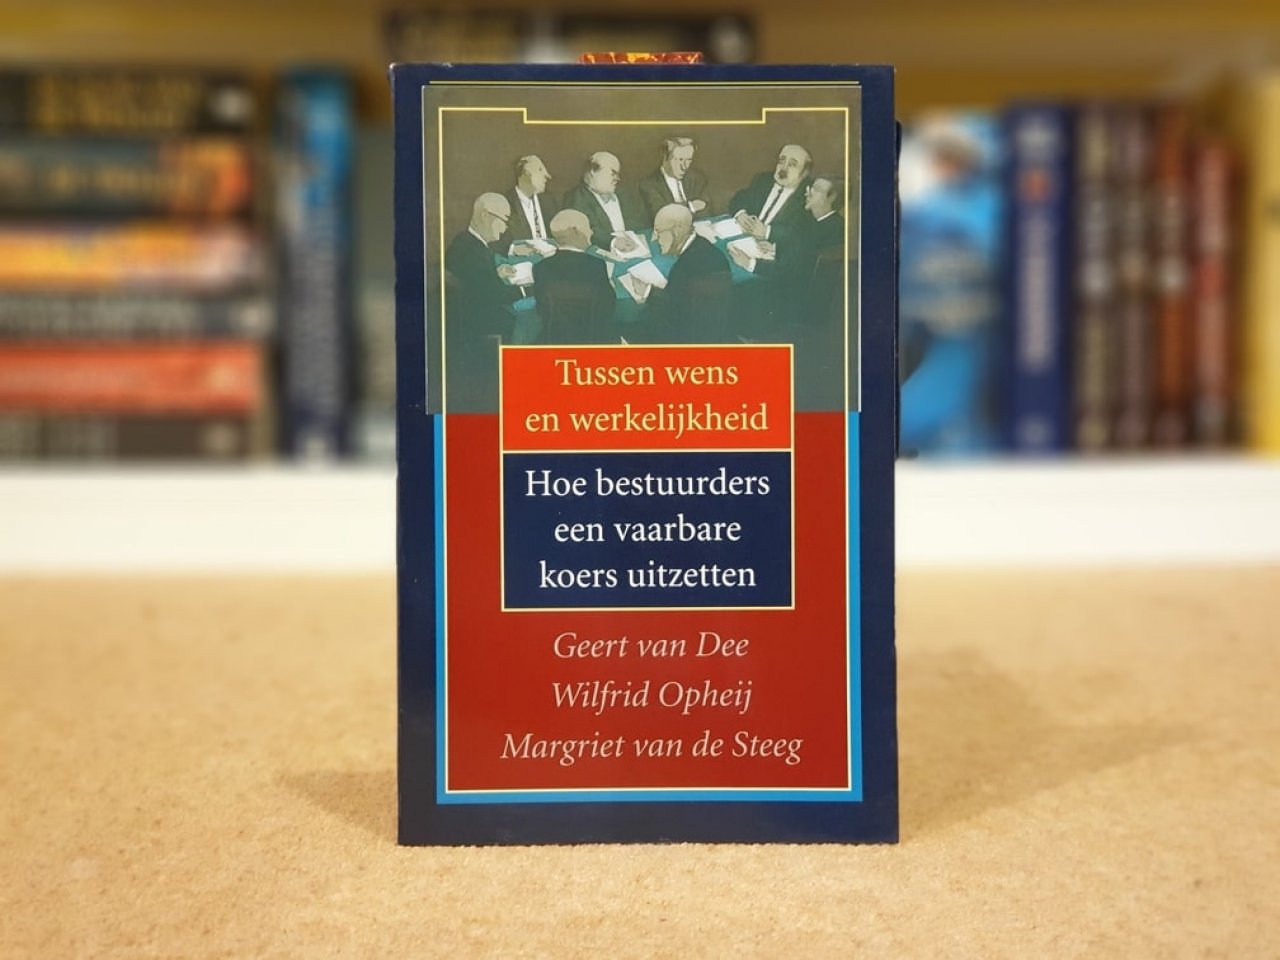 Tussen wens
en werkelijkheid
Hoe bestuurders
een vaarbare
koers uitzetten
Geert van Dee
Wilfrid Opheij
Margriet van de Steeg